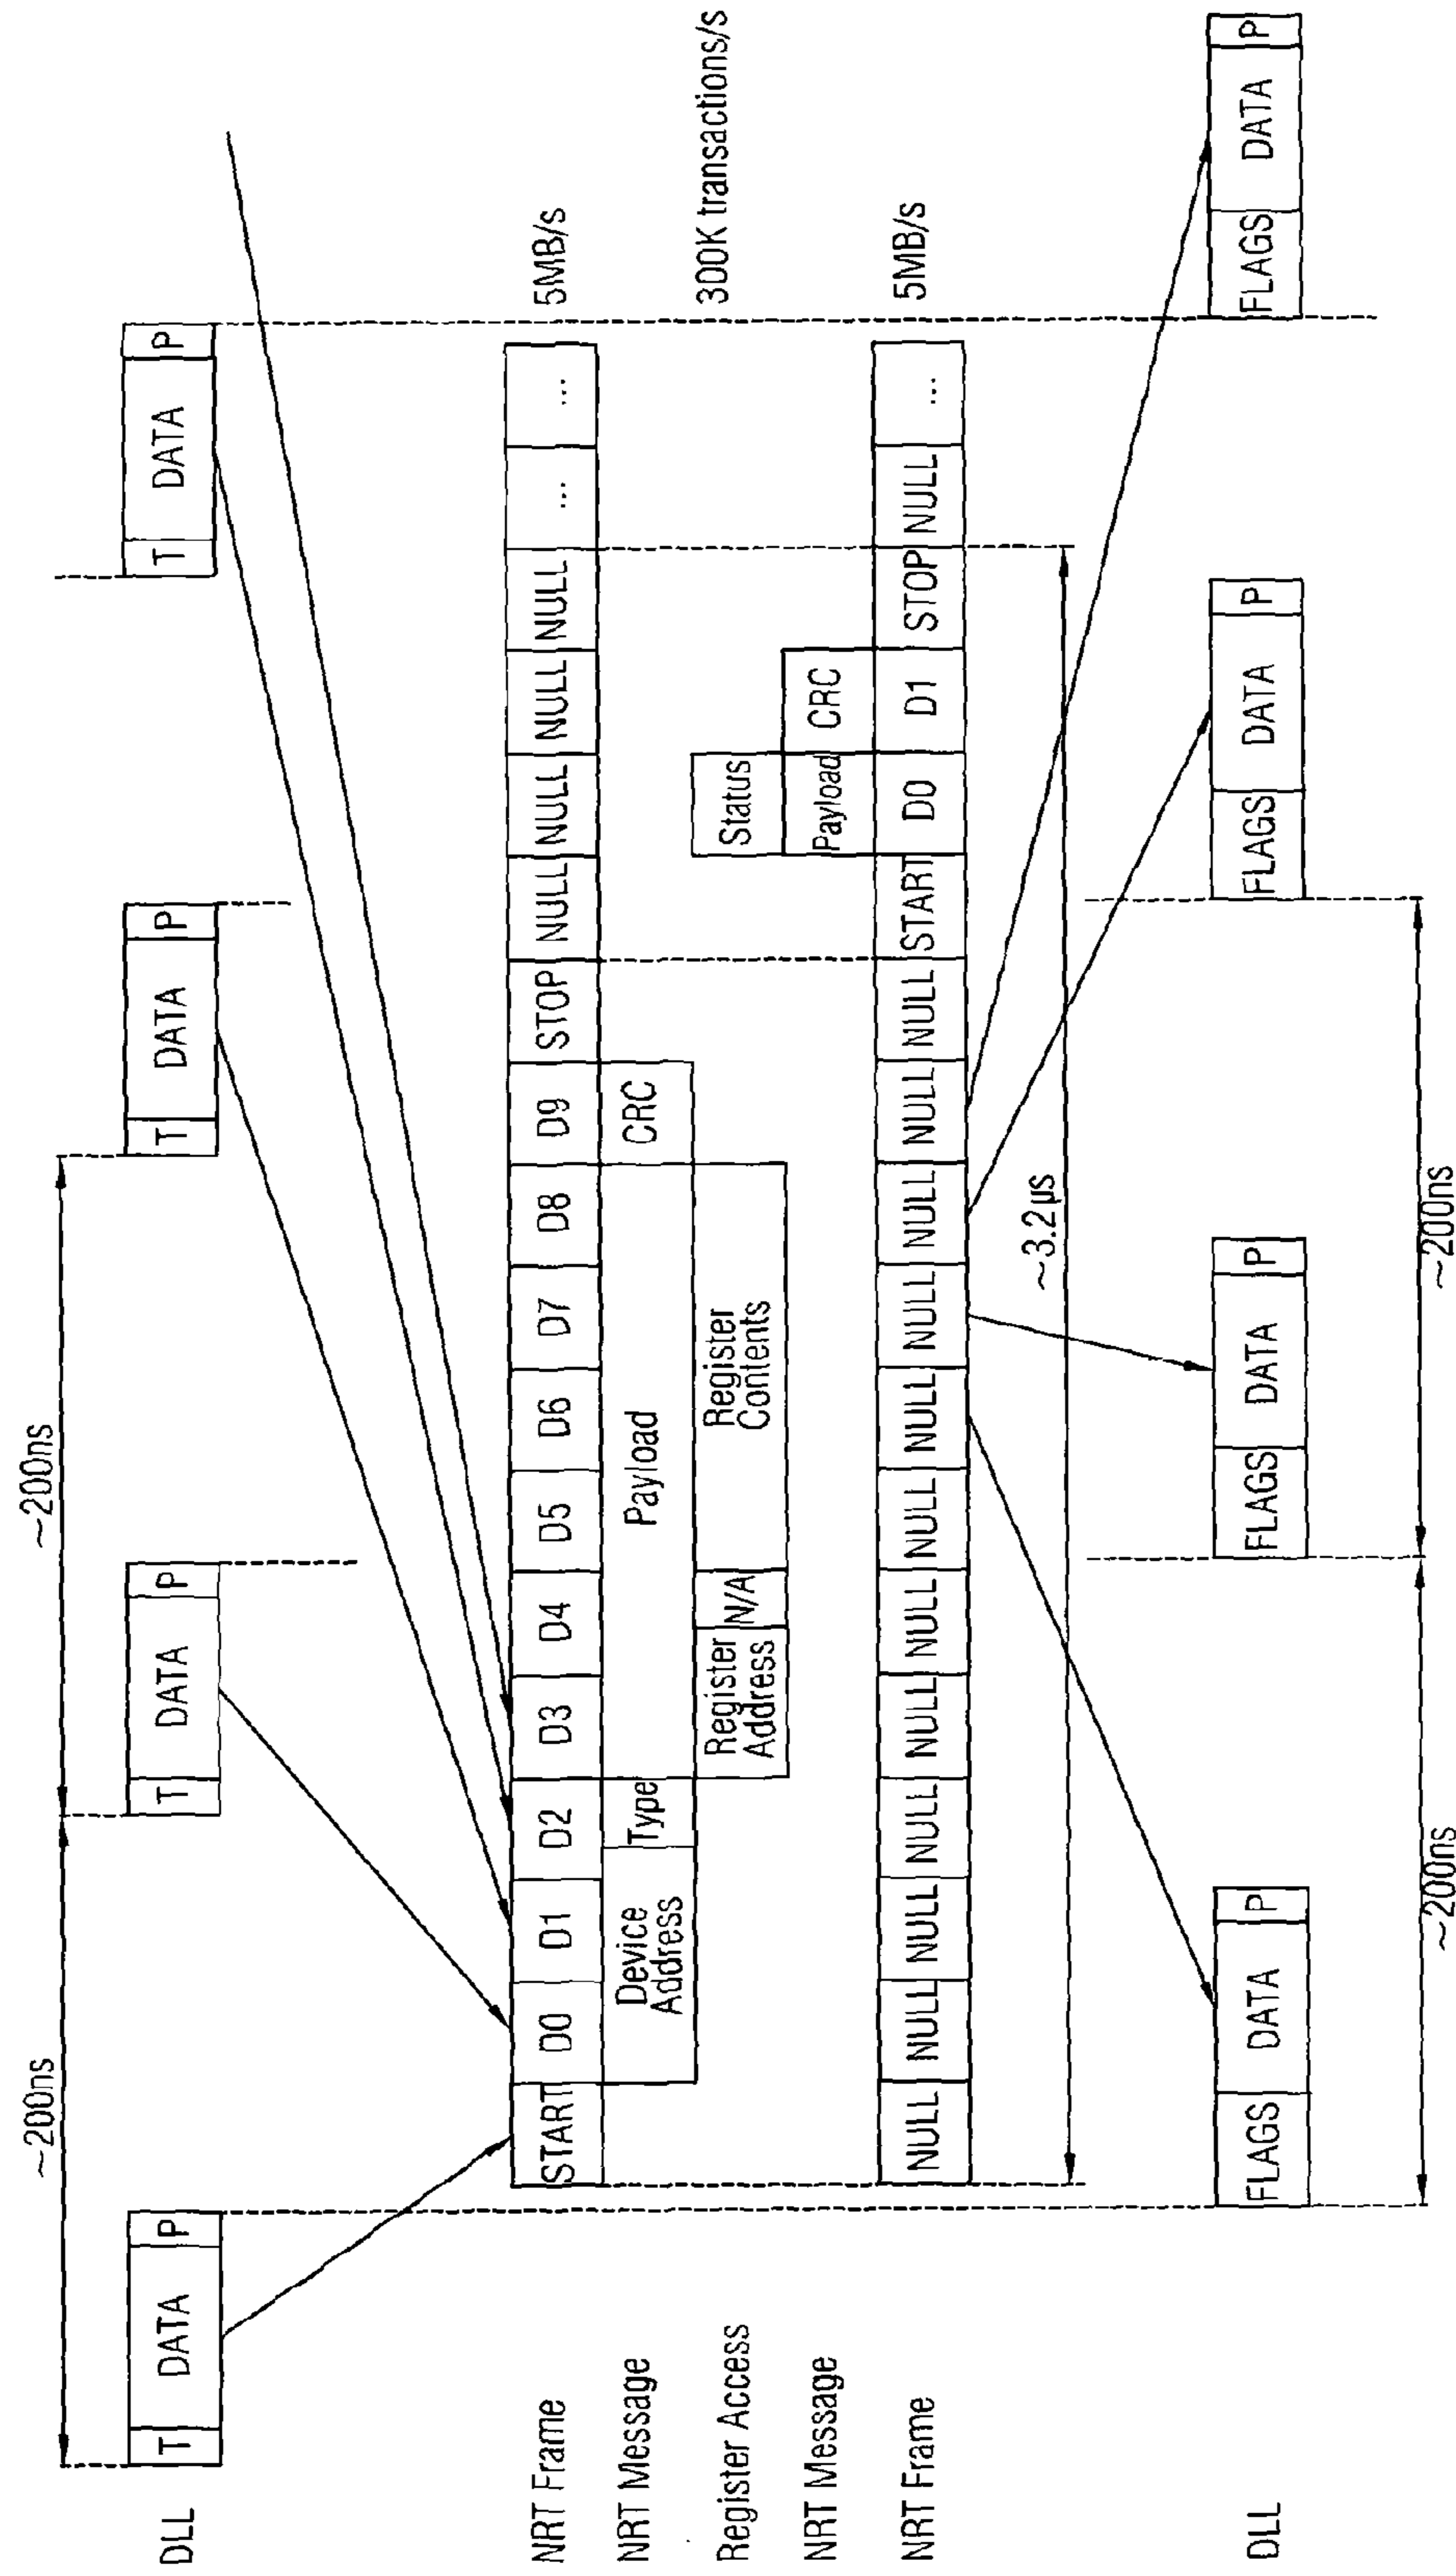 ~200ns ~200ns
DLL T DATA P T DATA P T DATA P T DATA P
NRT Frame START D0 D1 D2 D3 D4 D5 D6 D7 D8 D9 STOP NULL NULL NULL NULL ... ... 5MB/s
NRT Message Device Address Type Payload CRC
Register Access Register Address N/A Register Contents Status 300K transactions/s
NRT Message Payload CRC
NRT Frame NULL NULL NULL NULL NULL NULL NULL NULL NULL NULL NULL NULL START D0 D1 STOP NULL ... 5MB/s
~3.2µs
DLL FLAGS DATA P FLAGS DATA P FLAGS DATA P FLAGS DATA P
~200ns ~200ns